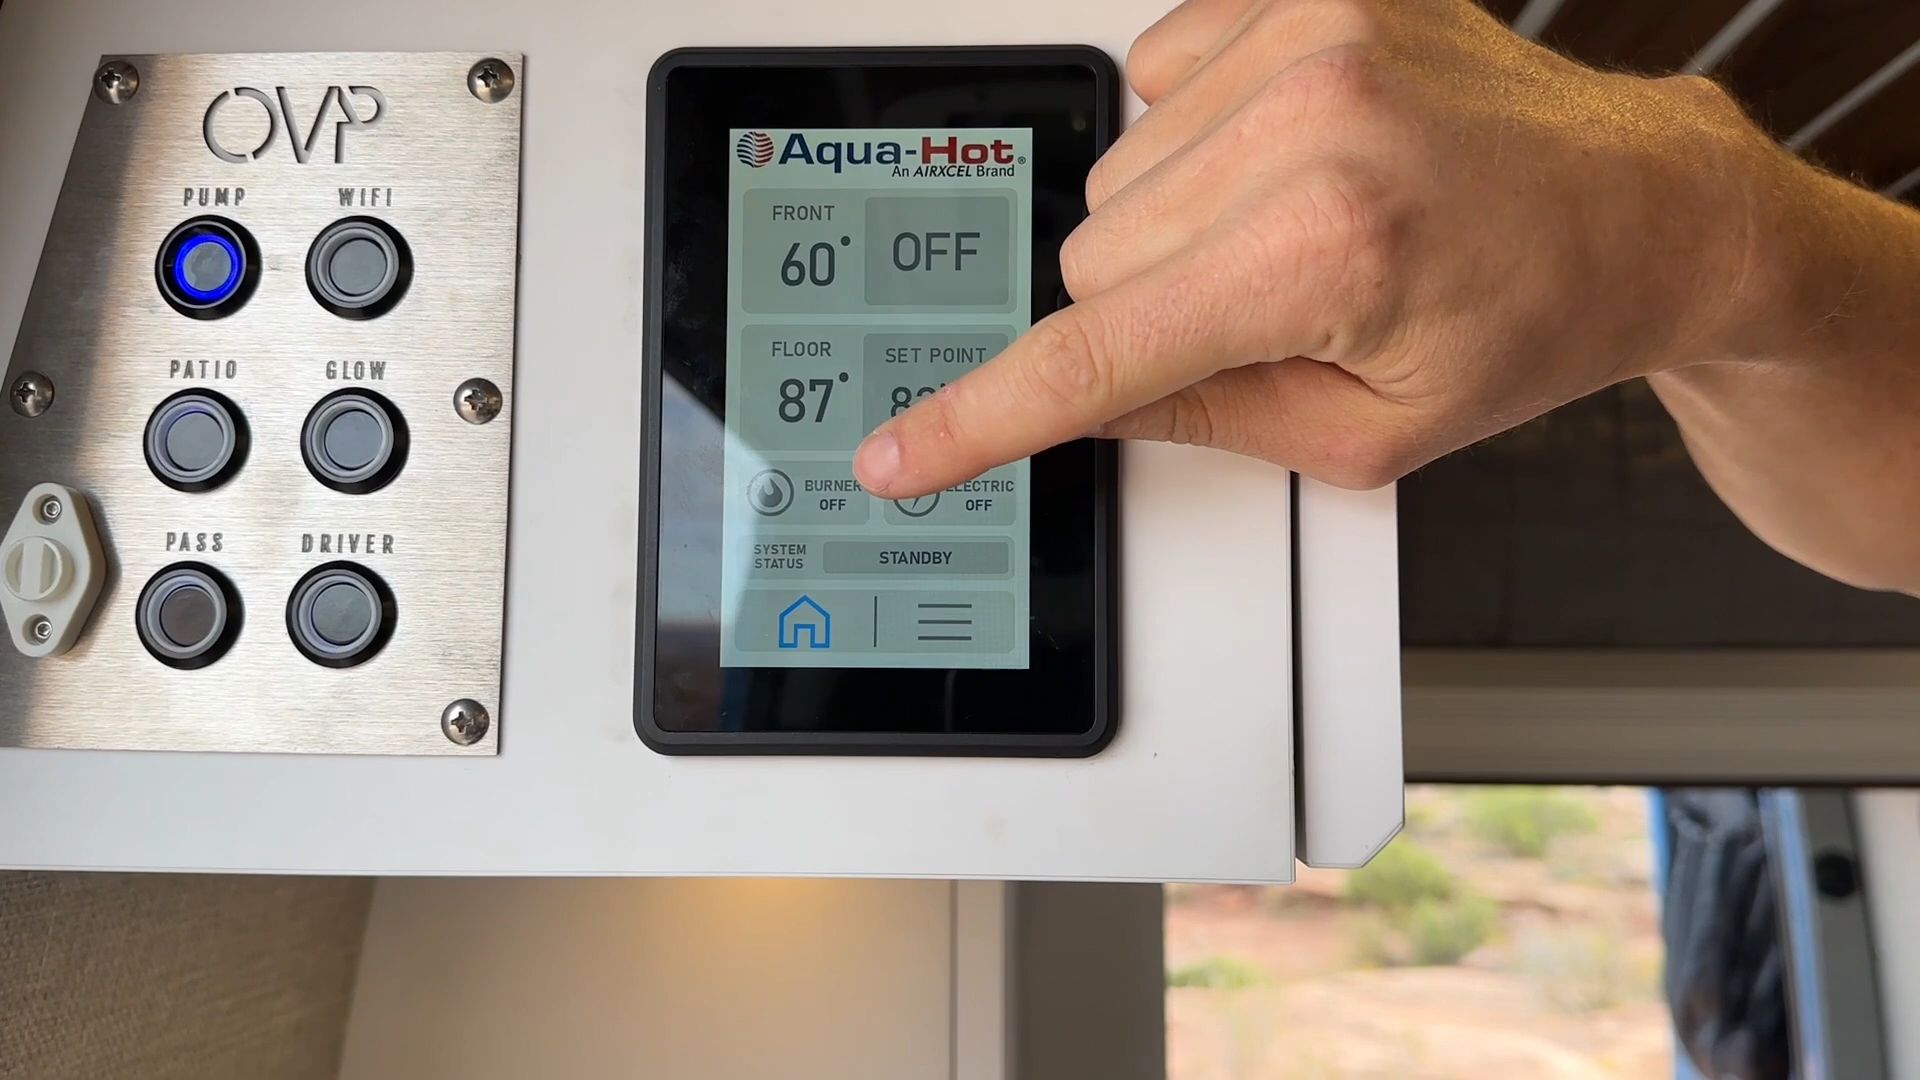 OVP
PUMP WIFI
PATIO GLOW
PASS DRIVER
Aqua-Hot®
An AIRXCEL Brand
FRONT
60° OFF
FLOOR SET POINT
87°
BURNER ELECTRIC
OFF OFF
SYSTEM
STATUS
STANDBY